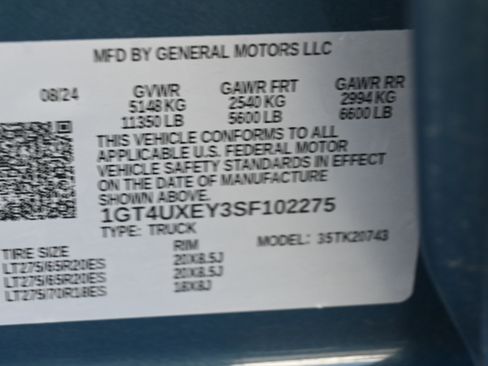 MFD BY GENERAL MOTORS LLC
08/24 GVWR GAWR FRT GAWR RR
5148 KG 2540 KG 2994 KG
11350 LB 5600 LB 6600 LB
THIS VEHICLE CONFORMS TO ALL
APPLICABLE U.S. FEDERAL MOTOR
VEHICLE SAFETY STANDARDS IN EFFECT
ON THE DATE OF MANUFACTURE
SHOWN ABOVE.
1GT4UXEY3SF102275
TYPE: TRUCK MODEL: 35TK20743
TIRE SIZE RIM
LT275/65R20ES 20X8.5J
LT275/65R20ES 20X8.5J
LT275/70R18ES 18X8J